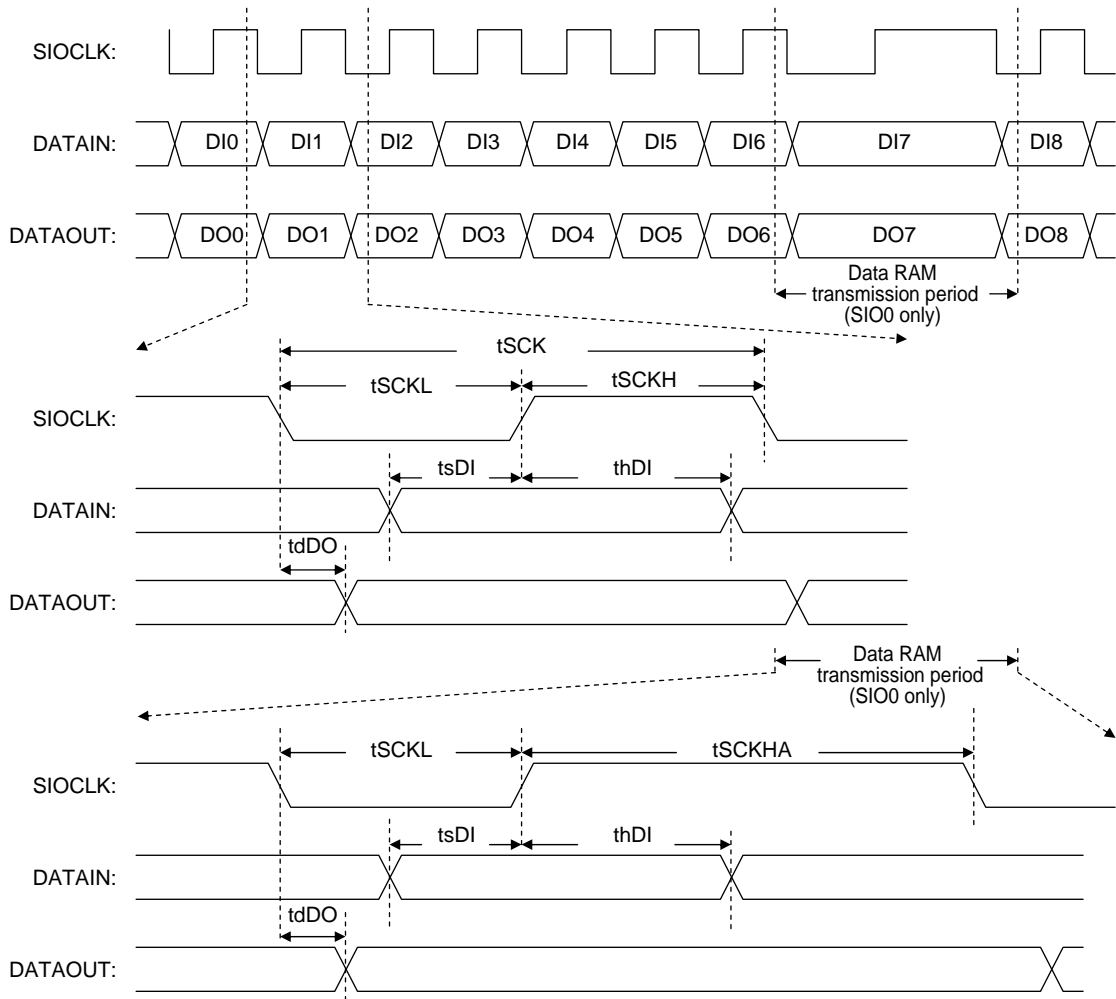 SIOCLK:
DATAIN: DI0 DI1 DI2 DI3 DI4 DI5 DI6 DI7 DI8
DATAOUT: DO0 DO1 DO2 DO3 DO4 DO5 DO6 DO7 DO8
Data RAM
transmission period
(SIO0 only)
tSCK
tSCKL tSCKH
SIOCLK:
tsDI thDI
DATAIN:
tdDO
DATAOUT:
Data RAM
transmission period
(SIO0 only)
tSCKL tSCKHA
SIOCLK:
tsDI thDI
DATAIN:
tdDO
DATAOUT: